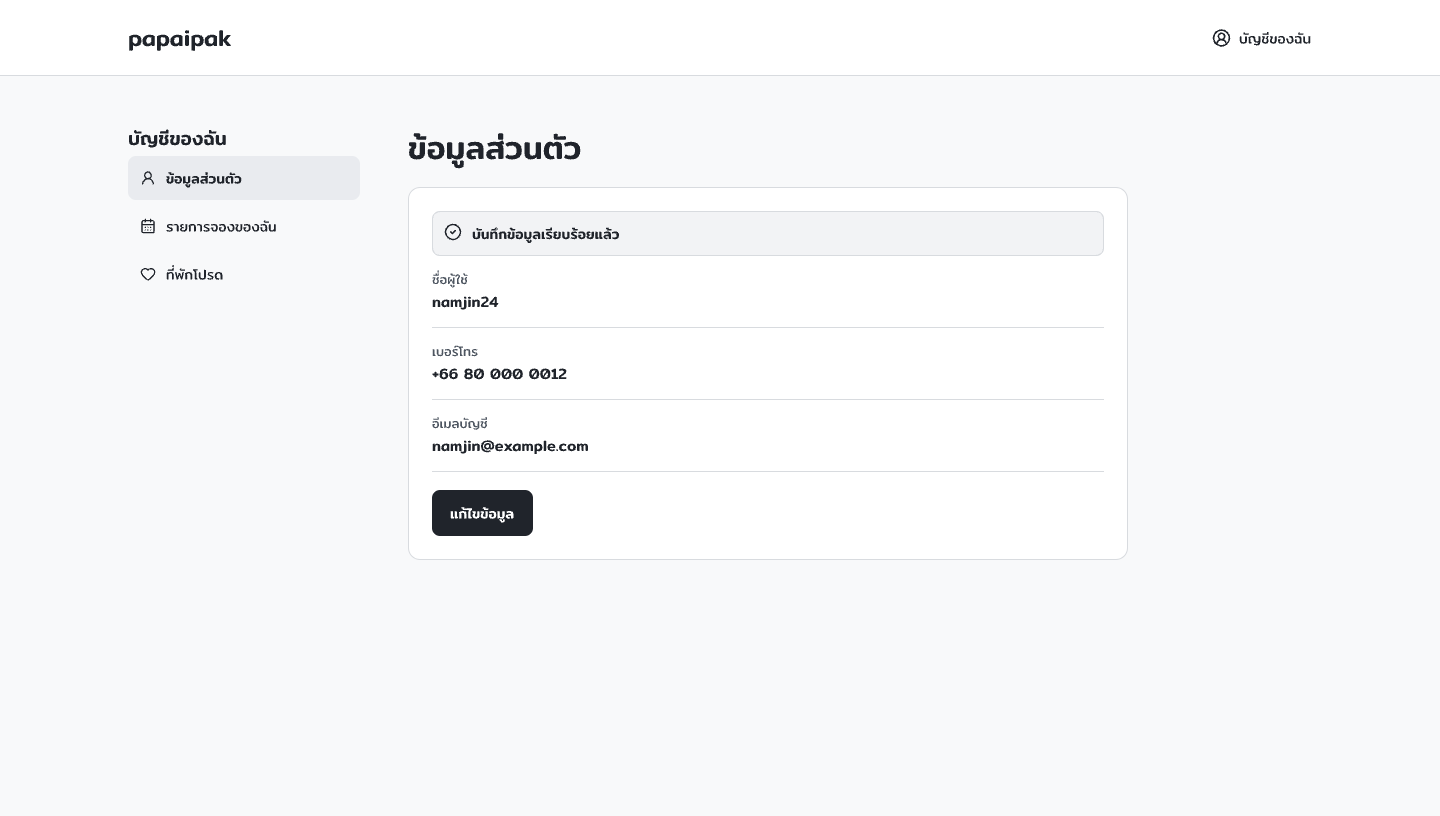 papaipak
บัญชีของฉัน
บัญชีของฉัน
ข้อมูลส่วนตัว
รายการจองของฉัน
ที่พักโปรด
ข้อมูลส่วนตัว
บันทึกข้อมูลเรียบร้อยแล้ว
ชื่อผู้ใช้
namjin24
เบอร์โทร
+66 80 000 0012
อีเมลบัญชี
namjin@example.com
แก้ไขข้อมูล